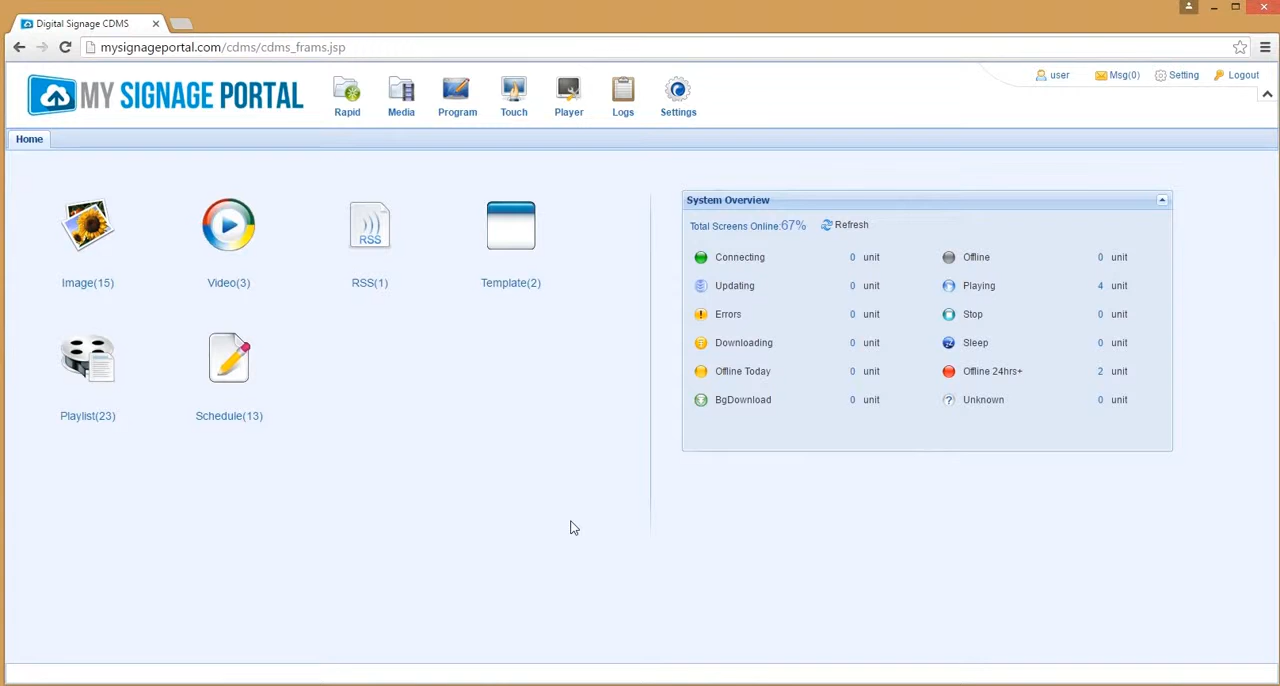 Digital Signage CDMS
mysignageportal.com/cdms/cdms_frams.jsp
user Msg(0) Setting Logout
MY SIGNAGE PORTAL
Rapid Media Program Touch Player Logs Settings
Home
System Overview
Total Screens Online:67% Refresh
Connecting 0 unit Offline 0 unit
Updating 0 unit Playing 4 unit
Errors 0 unit Stop 0 unit
Downloading 0 unit Sleep 0 unit
Offline Today 0 unit Offline 24hrs+ 2 unit
BgDownload 0 unit Unknown 0 unit
RSS
Image(15) Video(3) RSS(1) Template(2)
Playlist(23) Schedule(13)